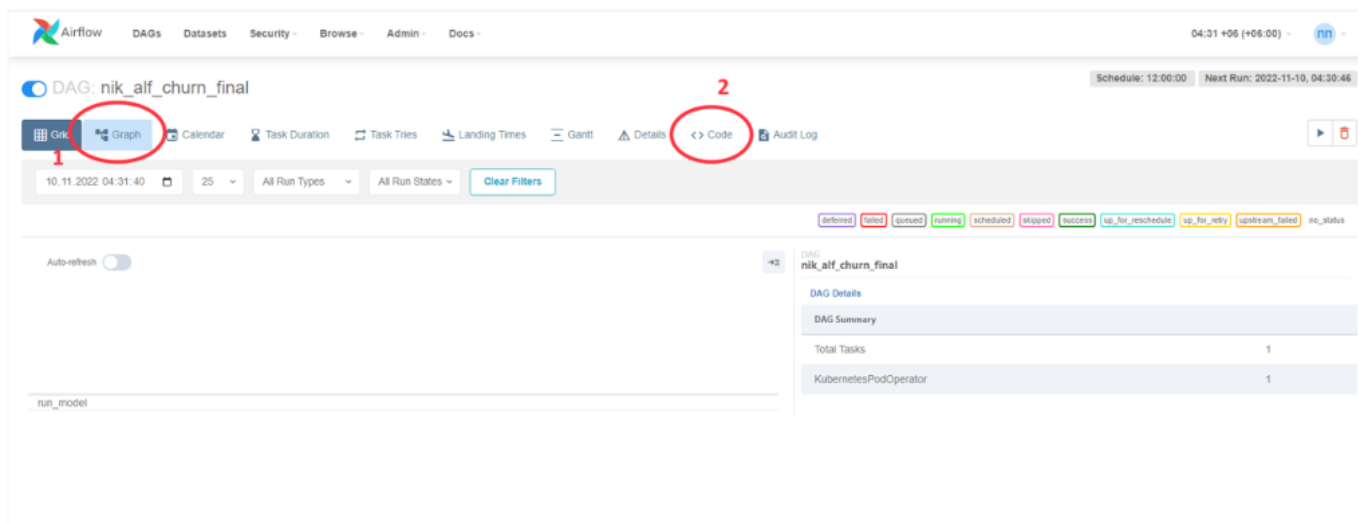 Airflow DAGs Datasets Security Browse Admin Docs 04:31 +06 (+06:00) пп
DAG: nik_alf_churn_final Schedule: 12:00:00 Next Run: 2022-11-10, 04:30:46
2
Grid Graph Calendar Task Duration Task Tries Landing Times Gantt Details <> Code Audit Log
1
10.11.2022 04:31:40 25 All Run Types All Run States Clear Filters
deferred failed queued running scheduled skipped success up_for_reschedule up_for_retry upstream_failed no_status
Auto-refresh
DAG
nik_alf_churn_final
DAG Details
DAG Summary
Total Tasks 1
KubernetesPodOperator 1
run_model